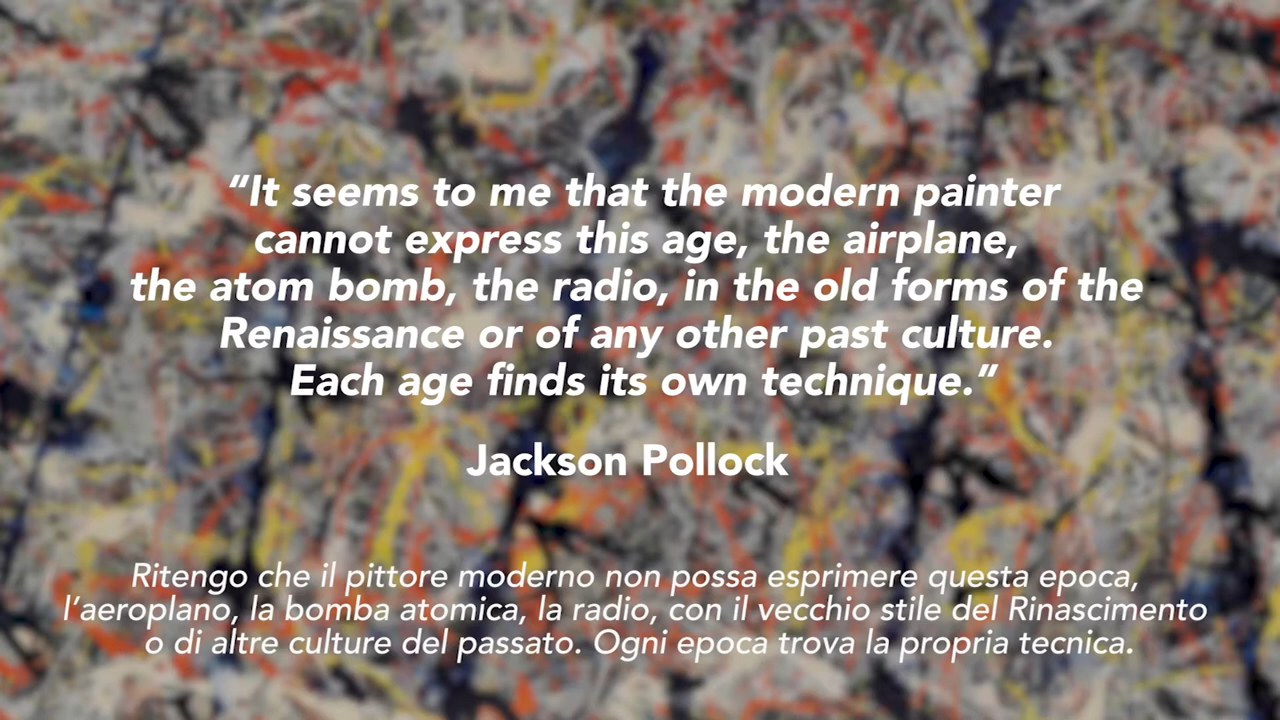 “It seems to me that the modern painter
cannot express this age, the airplane,
the atom bomb, the radio, in the old forms of the
Renaissance or of any other past culture.
Each age finds its own technique.”
Jackson Pollock
Ritengo che il pittore moderno non possa esprimere questa epoca,
l’aeroplano, la bomba atomica, la radio, con il vecchio stile del Rinascimento
o di altre culture del passato. Ogni epoca trova la propria tecnica.